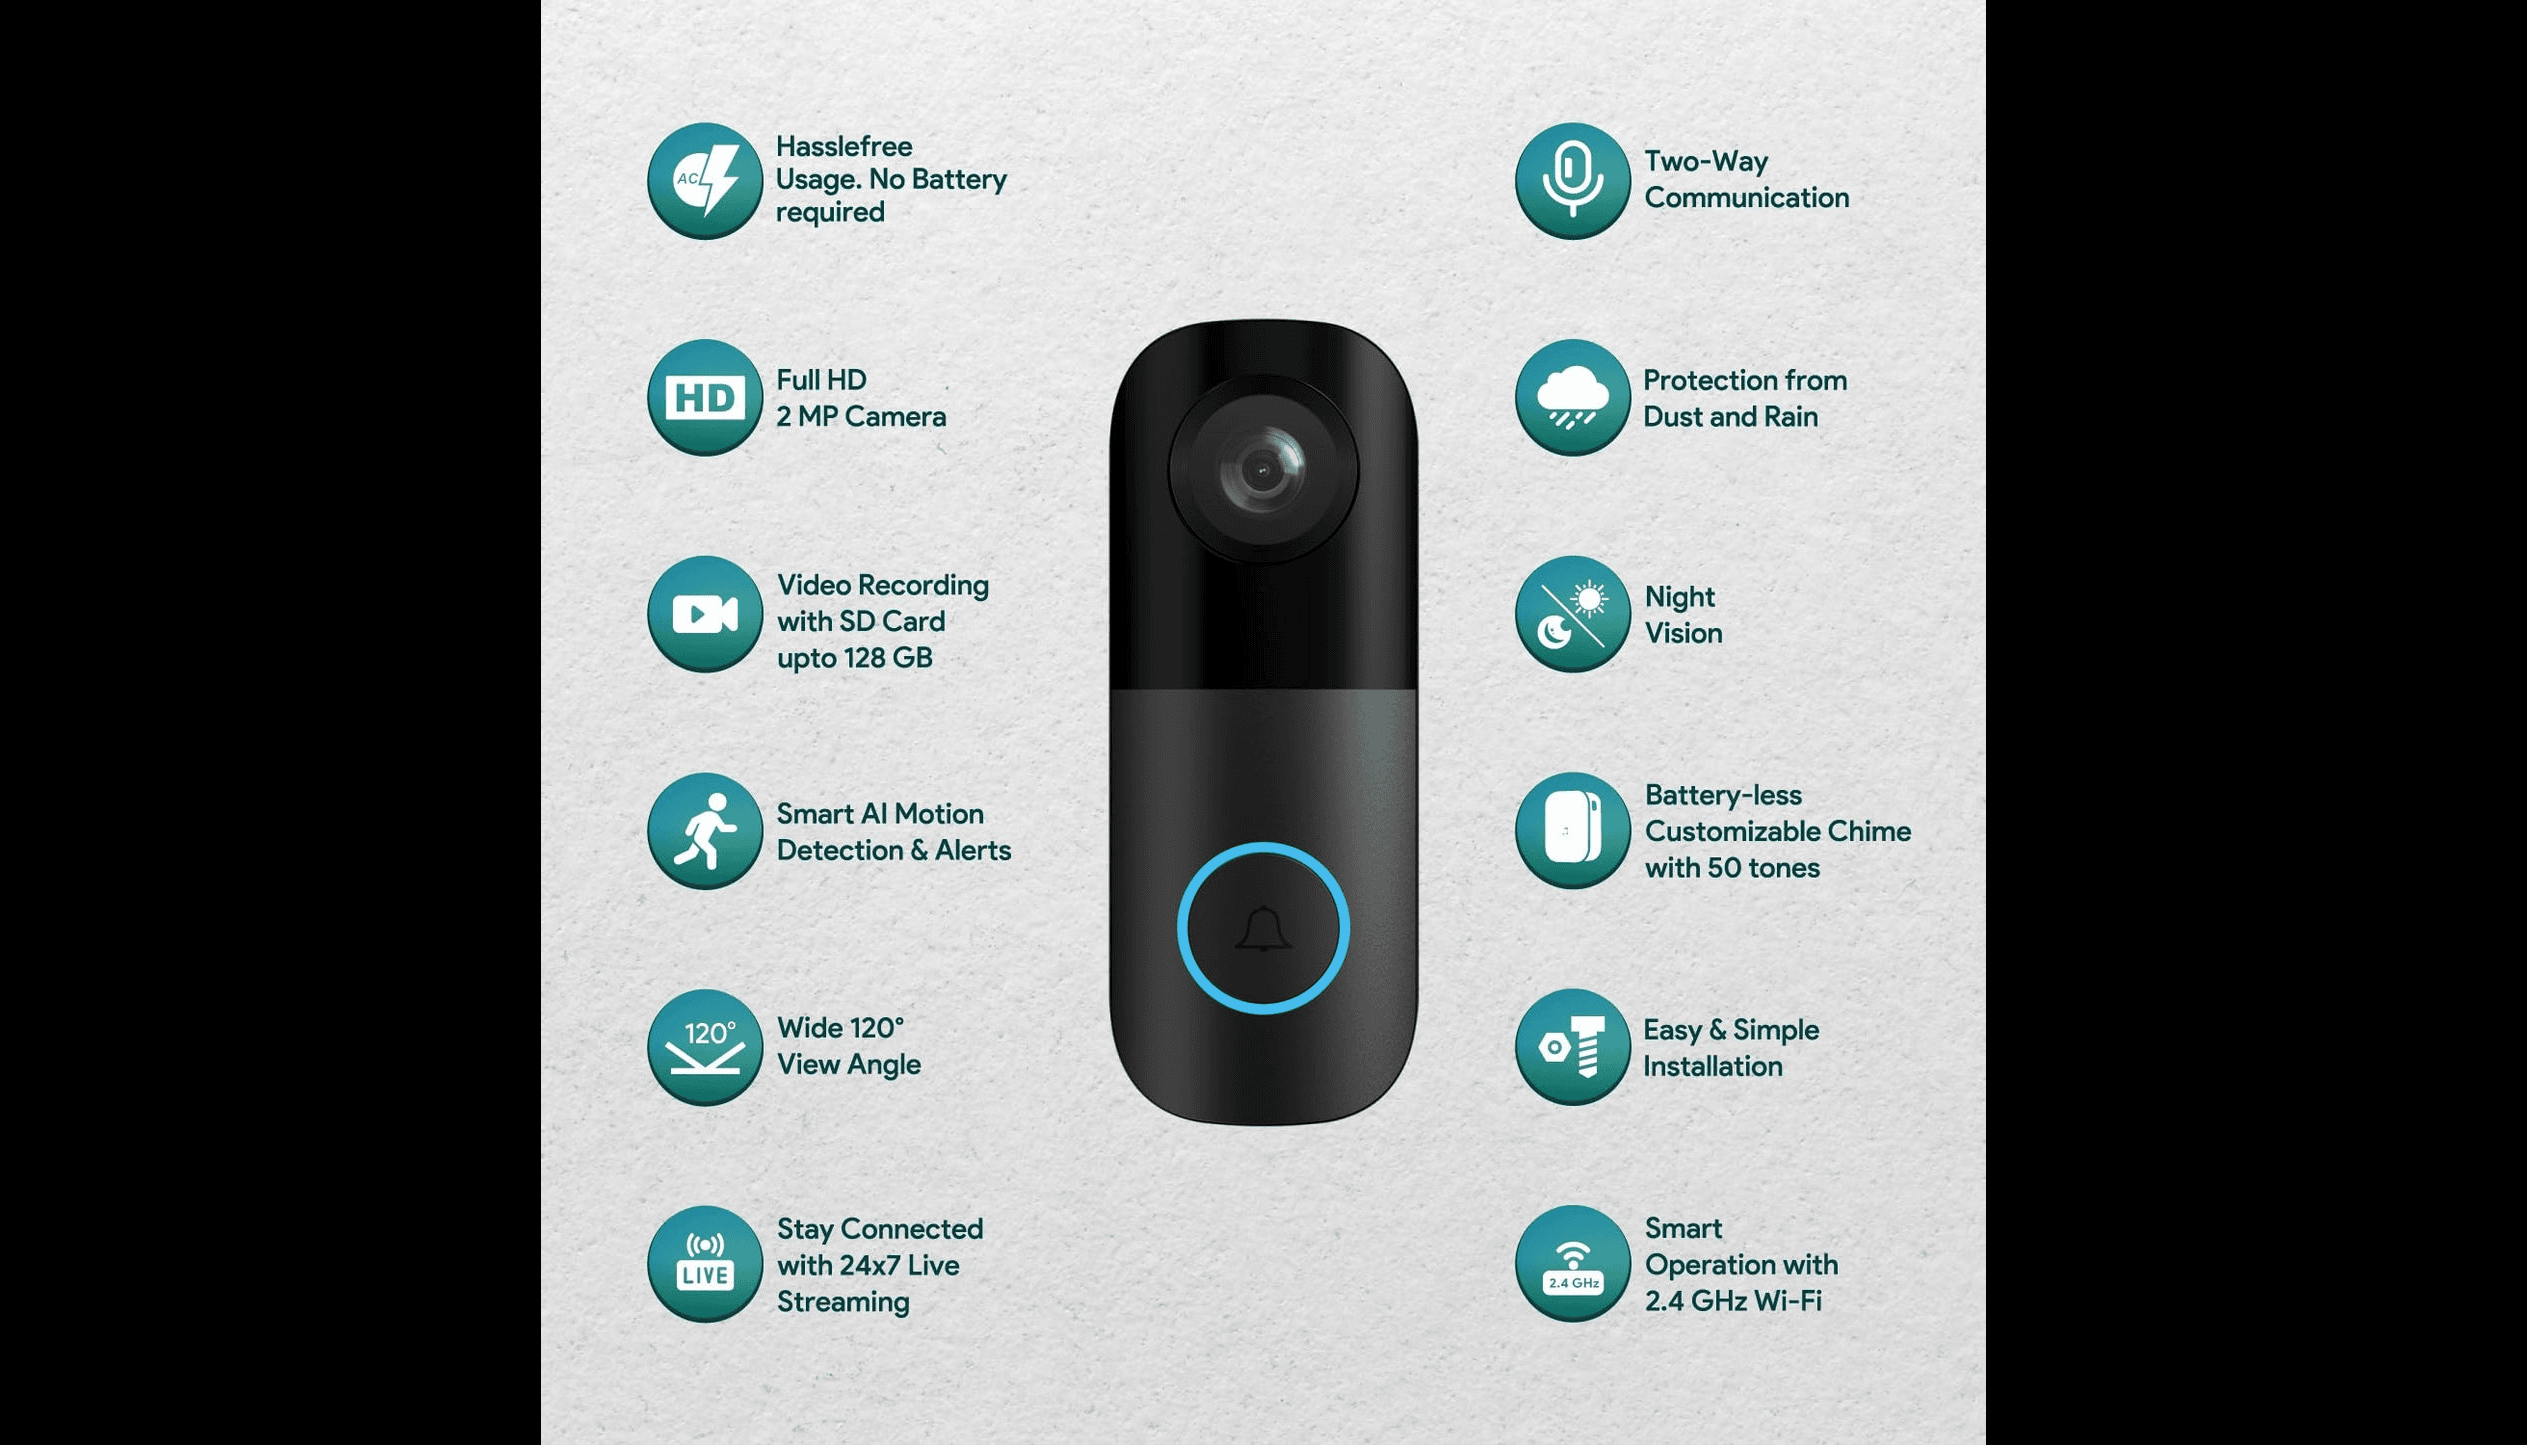 AC
Hasslefree
Usage. No Battery
required
HD
Full HD
2 MP Camera
Video Recording
with SD Card
upto 128 GB
Smart AI Motion
Detection & Alerts
120°
Wide 120°
View Angle
LIVE
Stay Connected
with 24x7 Live
Streaming
Two-Way
Communication
Protection from
Dust and Rain
Night
Vision
Battery-less
Customizable Chime
with 50 tones
Easy & Simple
Installation
2.4 GHz
Smart
Operation with
2.4 GHz Wi-Fi